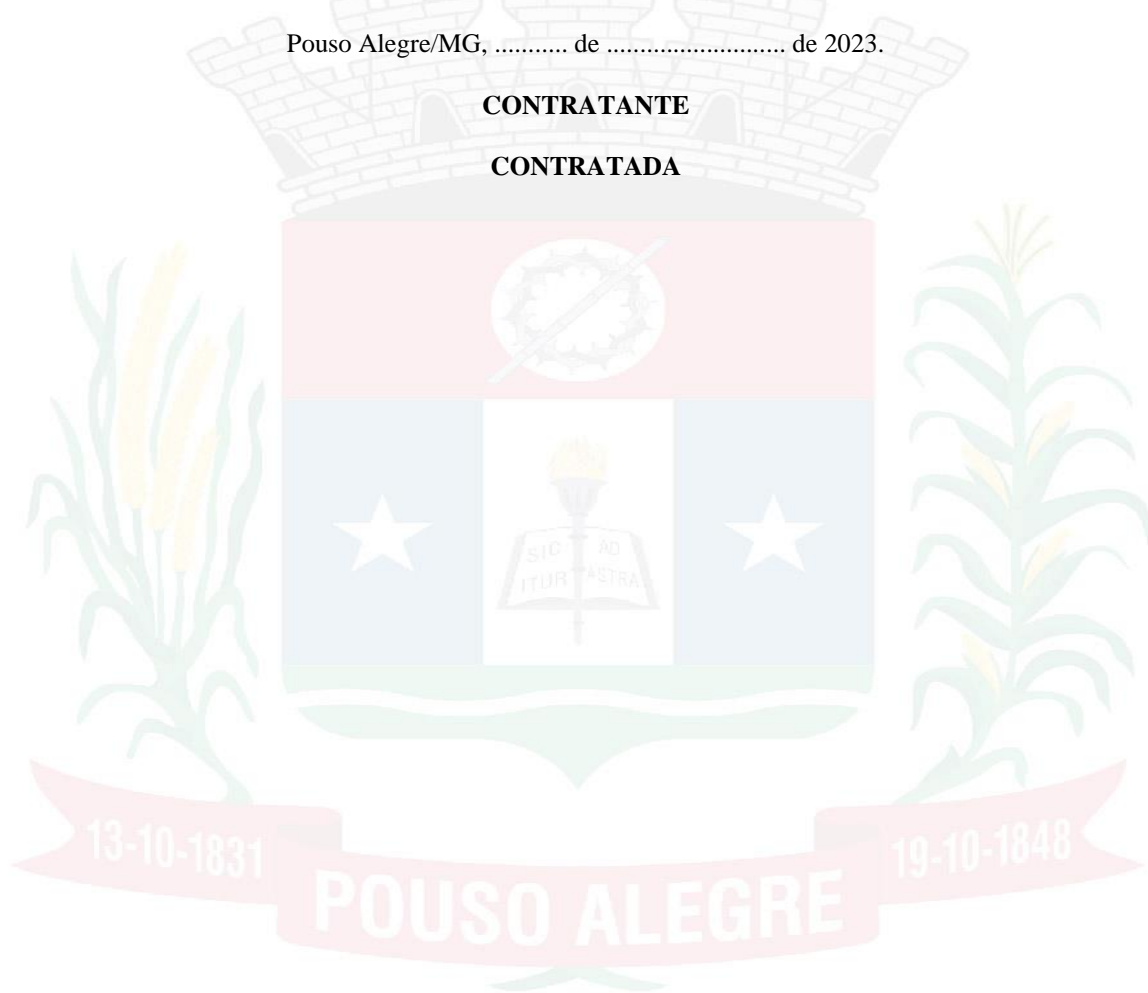 Pouso Alegre/MG, ........... de ........................... de 2023.
CONTRATANTE
CONTRATADA
SIC AD
ITUR ASTRA
13-10-1831
19-10-1848
POUSO ALEGRE